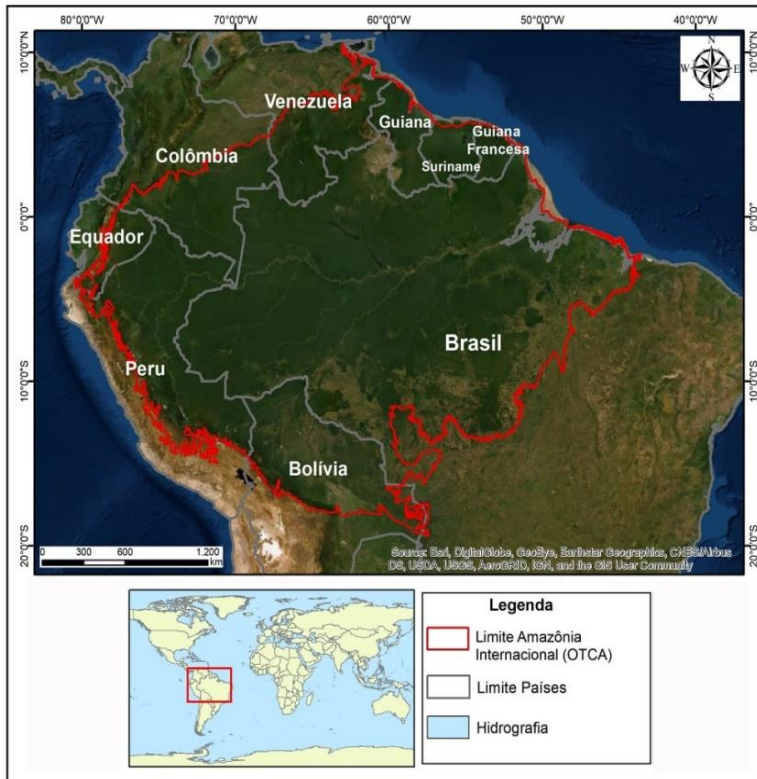 80°0'0"O
70°0'0"O
60°0'0"O
50°0'0"O
40°0'0"O
10°0'0"N
0°0'0"
10°0'0"S
20°0'0"S
10°0'0"N
0°0'0"
10°0'0"S
20°0'0"S
N
W
E
S
Venezuela
Guiana
Guiana
Francesa
Suriname
Colômbia
Equador
Brasil
Peru
Bolívia
0 300 600 1.200
km
Source: Esri, DigitalGlobe, GeoEye, Earthstar Geographics, CNES/Airbus
DS, USDA, USGS, AeroGRID, IGN, and the GIS User Community
Legenda
Limite Amazônia
Internacional (OTCA)
Limite Países
Hidrografia